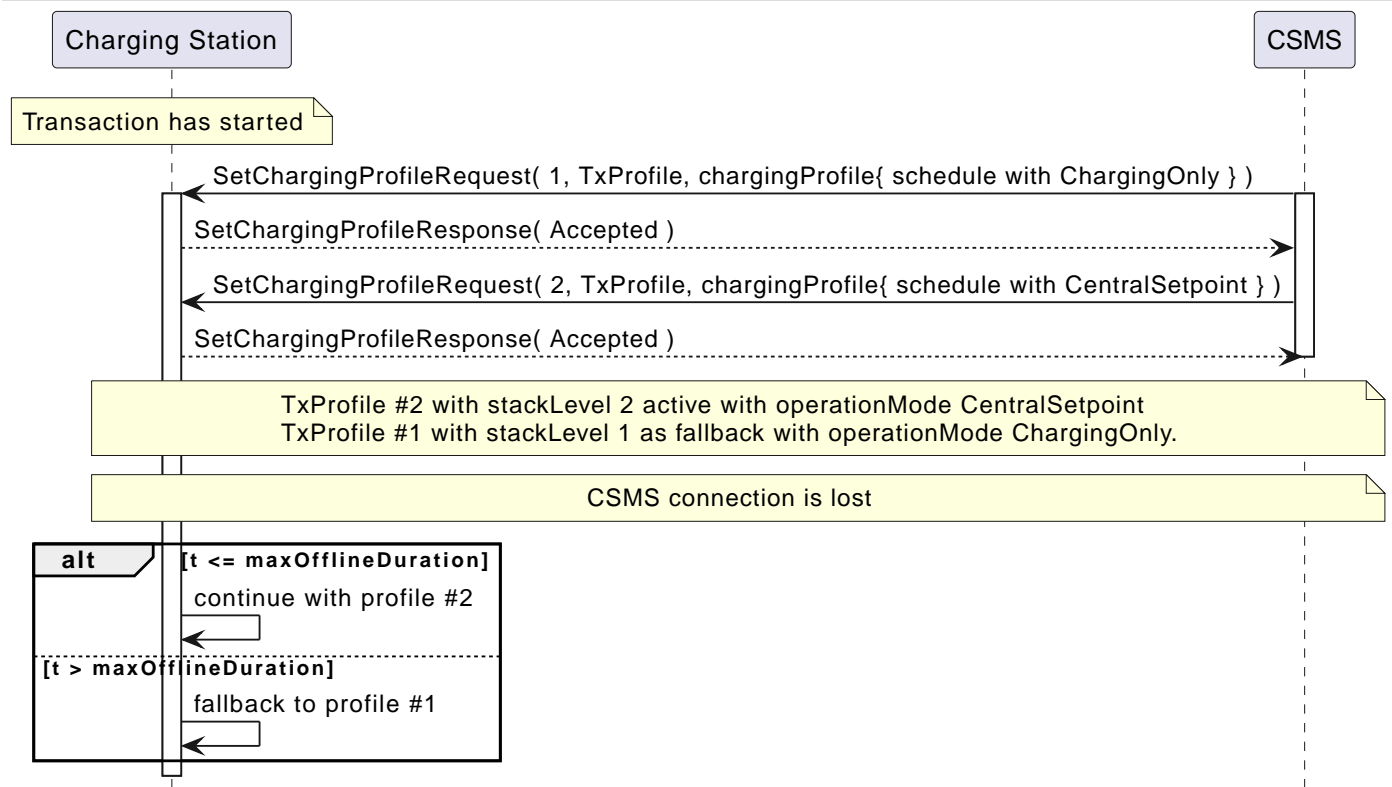 Charging Station
CSMS
Transaction has started
SetChargingProfileRequest( 1, TxProfile, chargingProfile{ schedule with ChargingOnly } )
SetChargingProfileResponse( Accepted )
SetChargingProfileRequest( 2, TxProfile, chargingProfile{ schedule with CentralSetpoint } )
SetChargingProfileResponse( Accepted )
TxProfile #2 with stackLevel 2 active with operationMode CentralSetpoint
TxProfile #1 with stackLevel 1 as fallback with operationMode ChargingOnly.
CSMS connection is lost
alt
[t <= maxOfflineDuration]
continue with profile #2
[t > maxOfflineDuration]
fallback to profile #1